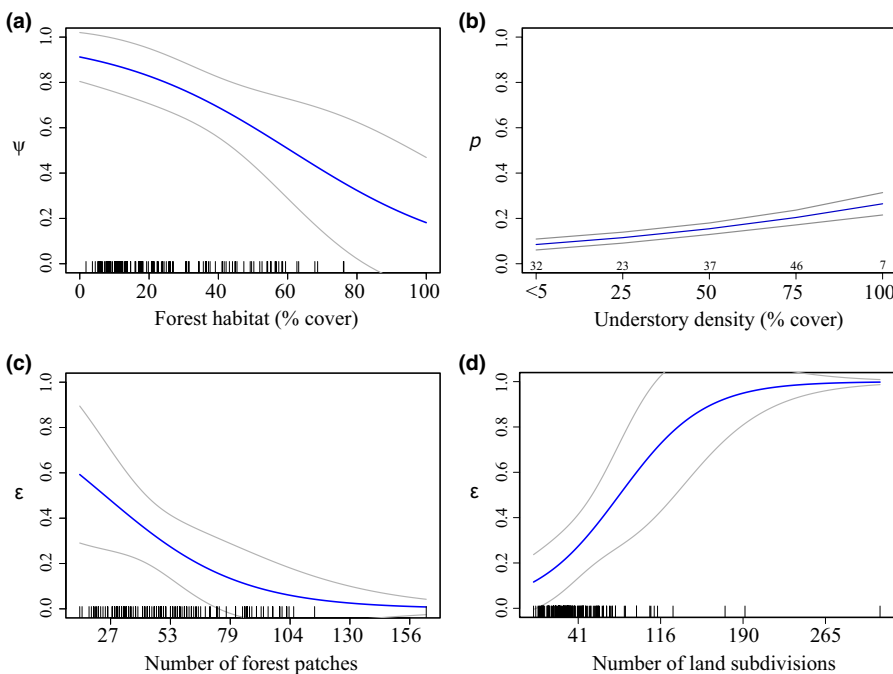 (a)
1.0
0.8
0.6
0.4
0.2
0.0
ψ
0 20 40 60 80 100
Forest habitat (% cover)
(b)
1.0
0.8
0.6
0.4
0.2
0.0
p
32 23 37 46 7
<5 25 50 75 100
Understory density (% cover)
(c)
1.0
0.8
0.6
0.4
0.2
0.0
ε
27 53 79 104 130 156
Number of forest patches
(d)
1.0
0.8
0.6
0.4
0.2
0.0
ε
41 116 190 265
Number of land subdivisions